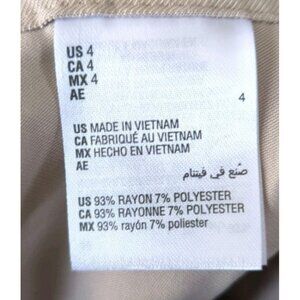 US 4
CA 4
MX 4
AE
4
US MADE IN VIETNAM
CA FABRIQUÉ AU VIETNAM
MX HECHO EN VIETNAM
AE
صُنع في فيتنام
US 93% RAYON 7% POLYESTER
CA 93% RAYONNE 7% POLYESTER
MX 93% rayón 7% poliester